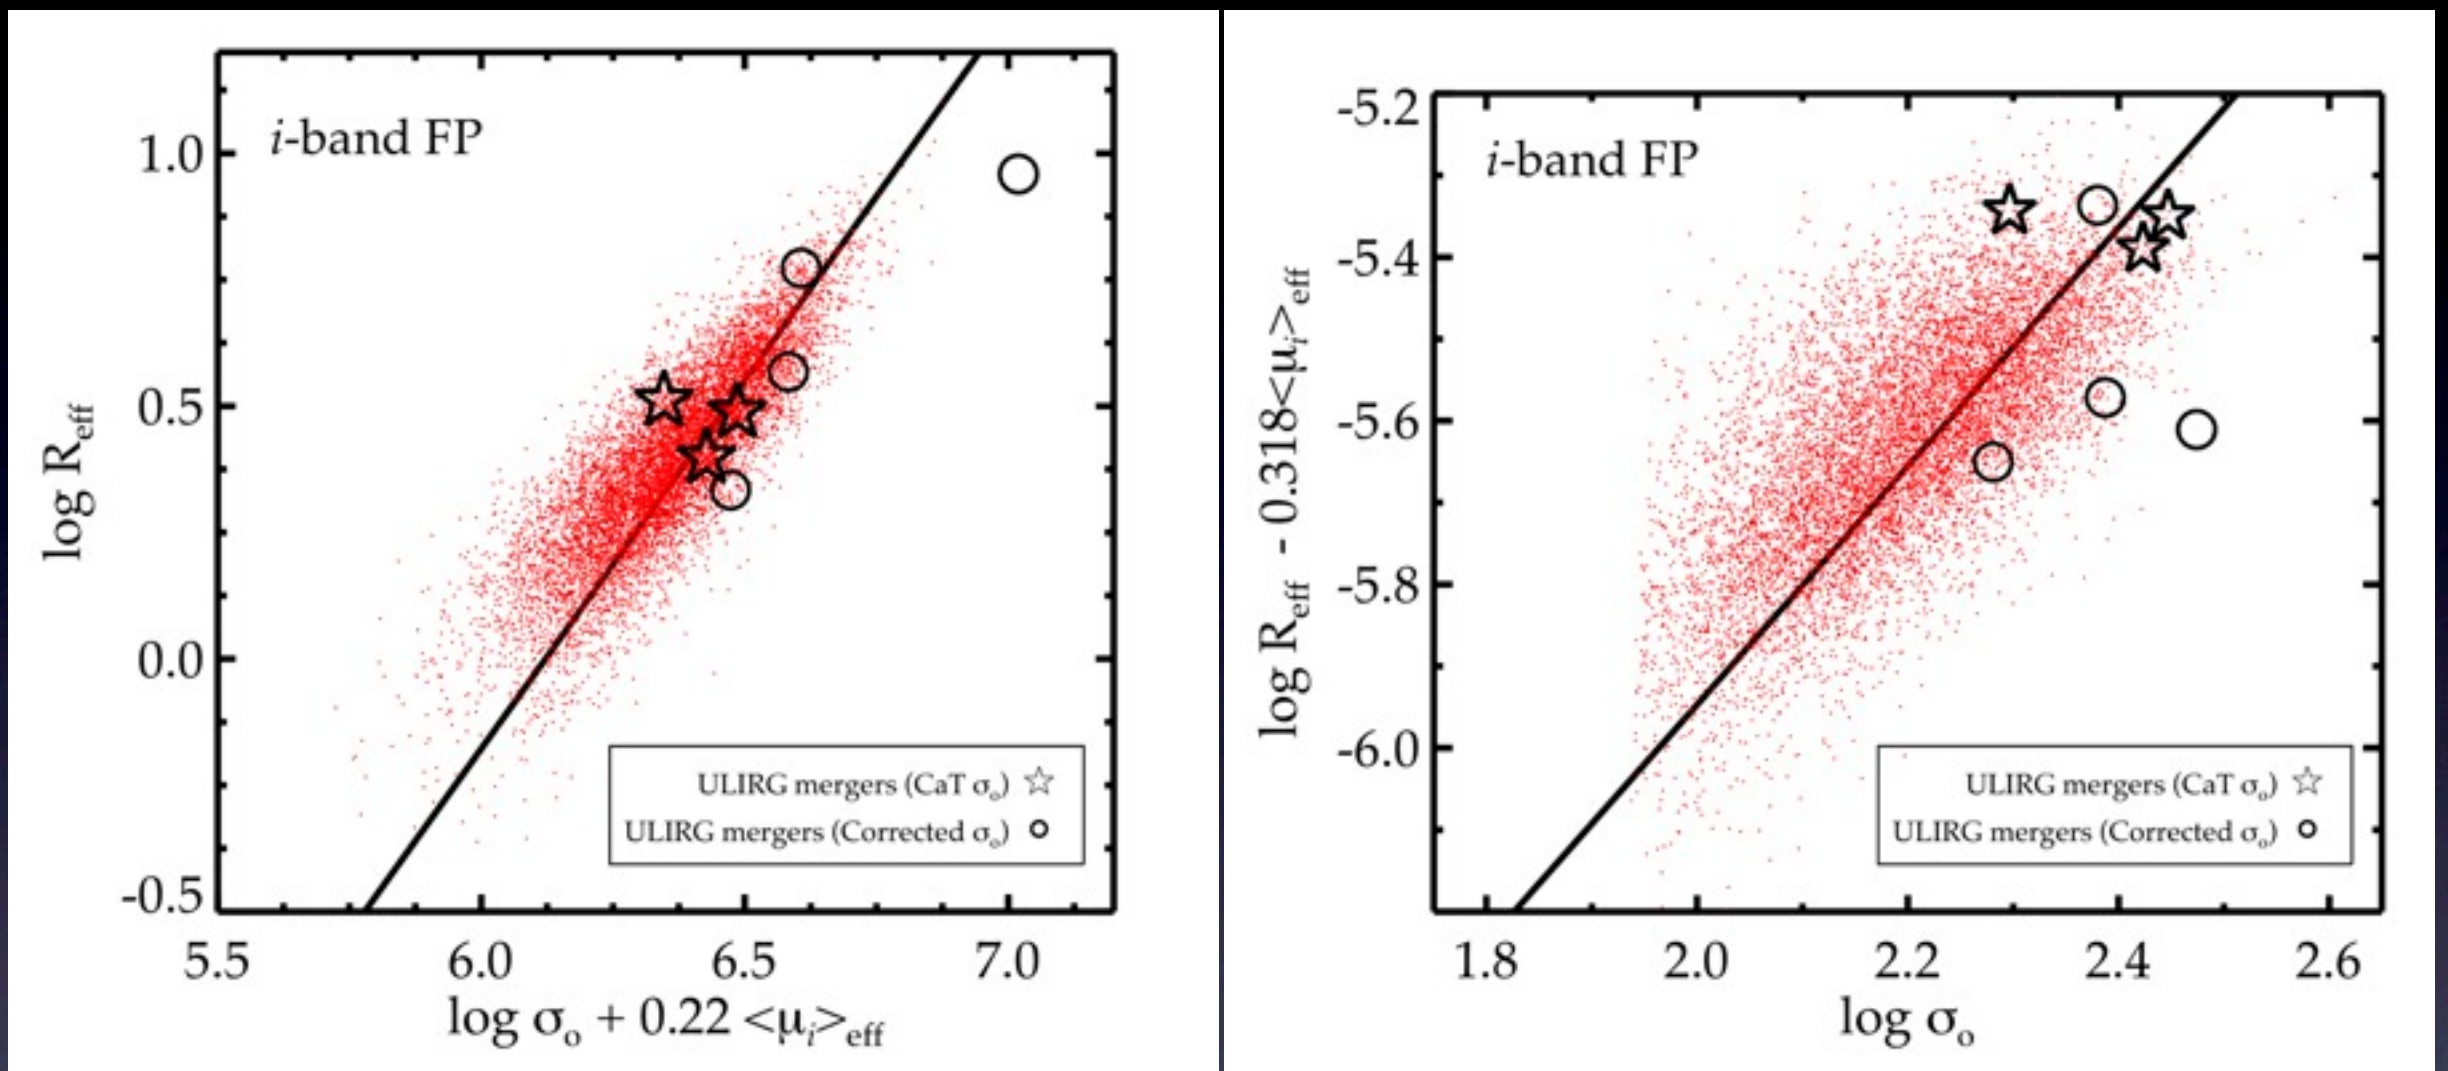 i-band FP
1.0
0.5
0.0
-0.5
log R_eff
5.5 6.0 6.5 7.0
log σ_o + 0.22 <μ_i>_eff
ULIRG mergers (CaT σ_o)
ULIRG mergers (Corrected σ_o)
i-band FP
-5.2
-5.4
-5.6
-5.8
-6.0
log R_eff - 0.318<μ_i>_eff
1.8 2.0 2.2 2.4 2.6
log σ_o
ULIRG mergers (CaT σ_o)
ULIRG mergers (Corrected σ_o)